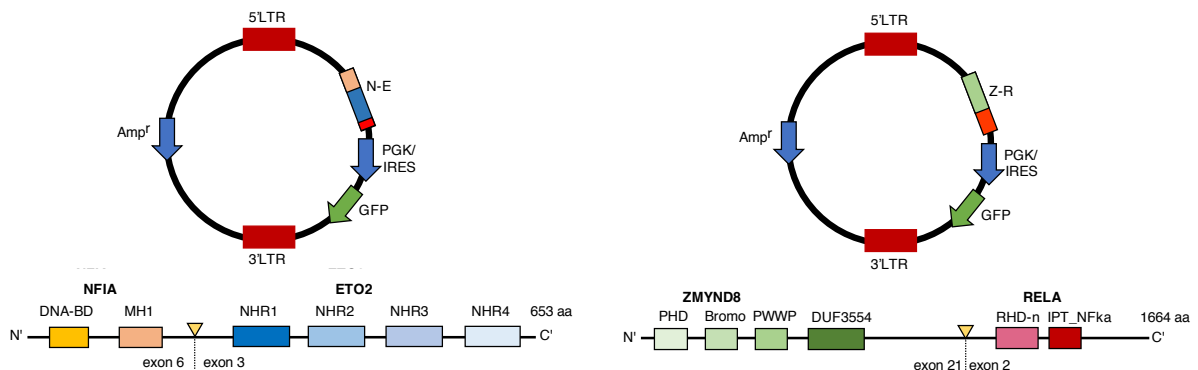 5'LTR
N-E
Ampr
PGK/
IRES
GFP
3'LTR
NFIA
ETO2
DNA-BD
MH1
NHR1
NHR2
NHR3
NHR4
653 aa
N'
C'
exon 6
exon 3
5'LTR
Z-R
Ampr
PGK/
IRES
GFP
3'LTR
ZMYND8
RELA
PHD
Bromo
PWWP
DUF3554
RHD-n
IPT_NFka
1664 aa
N'
C'
exon 21
exon 2